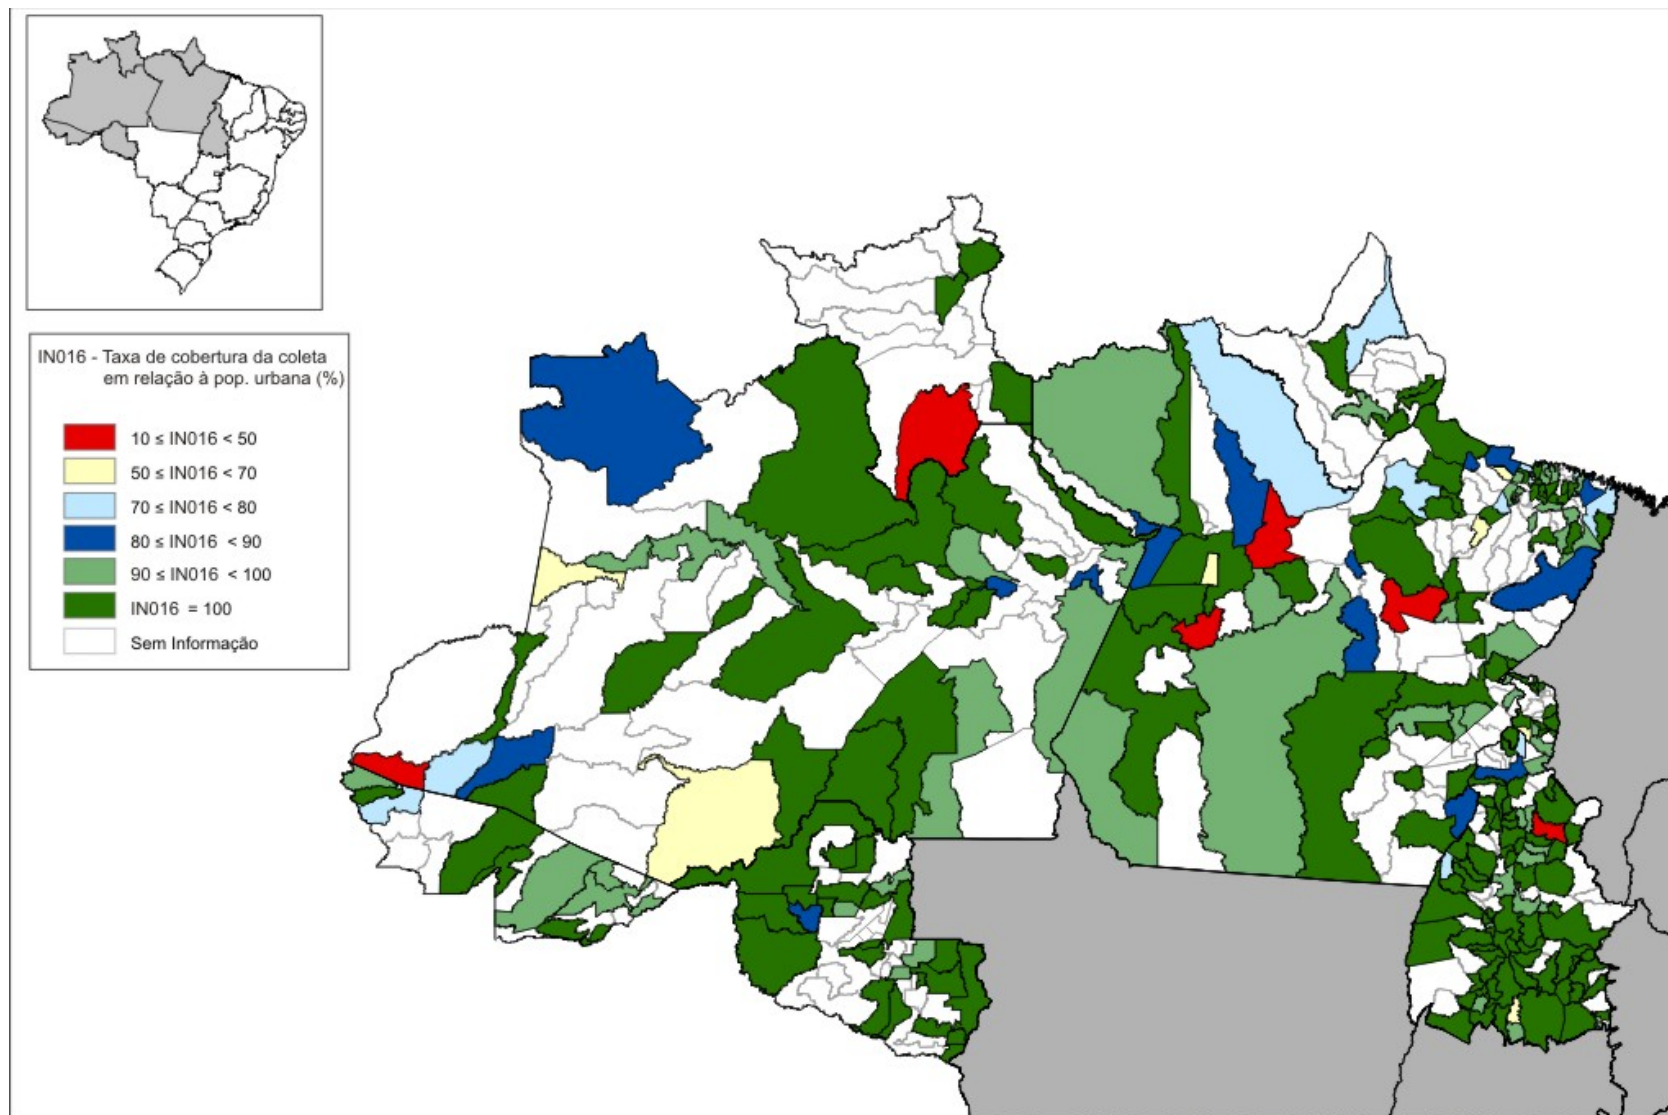 IN016 - Taxa de cobertura da coleta
em relação à pop. urbana (%)
10 ≤ IN016 < 50
50 ≤ IN016 < 70
70 ≤ IN016 < 80
80 ≤ IN016 < 90
90 ≤ IN016 < 100
IN016 = 100
Sem Informação